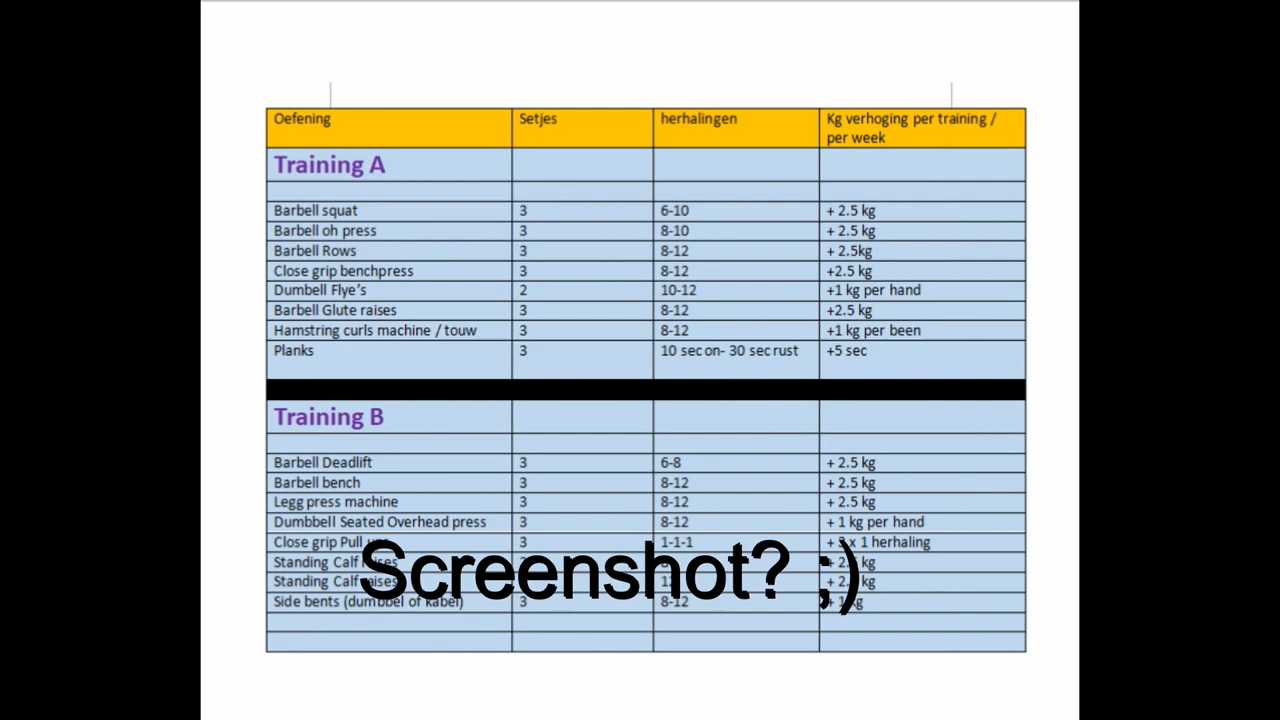 Oefening Setjes herhalingen Kg verhoging per training /
per week
Training A
Barbell squat 3 6-10 + 2.5 kg
Barbell oh press 3 8-10 + 2.5 kg
Barbell Rows 3 8-12 + 2.5kg
Close grip benchpress 3 8-12 +2.5 kg
Dumbell Flye's 2 10-12 +1 kg per hand
Barbell Glute raises 3 8-12 +2.5 kg
Hamstring curls machine / touw 3 8-12 +1 kg per been
Planks 3 10 sec on- 30 sec rust +5 sec
Training B
Barbell Deadlift 3 6-8 + 2.5 kg
Barbell bench 3 8-12 + 2.5 kg
Legg press machine 3 8-12 + 2.5 kg
Dumbbell Seated Overhead press 3 8-12 + 1 kg per hand
Close grip Pull 3 1-1-1 + x 1 herhaling
Standing Calf kg
Screenshot? ;)
Standing Calf raises kg
Side bents (dumbbel of kabel) 3 8-12 + kg